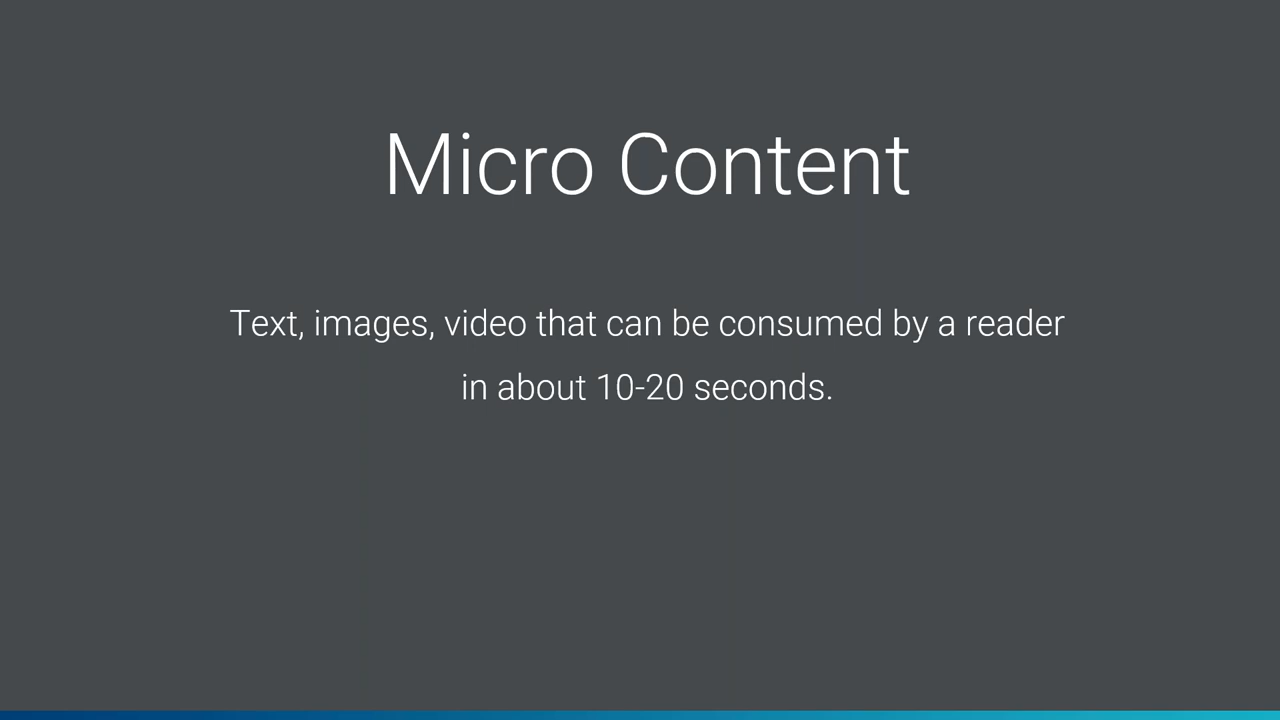 Micro Content
Text, images, video that can be consumed by a reader
in about 10-20 seconds.